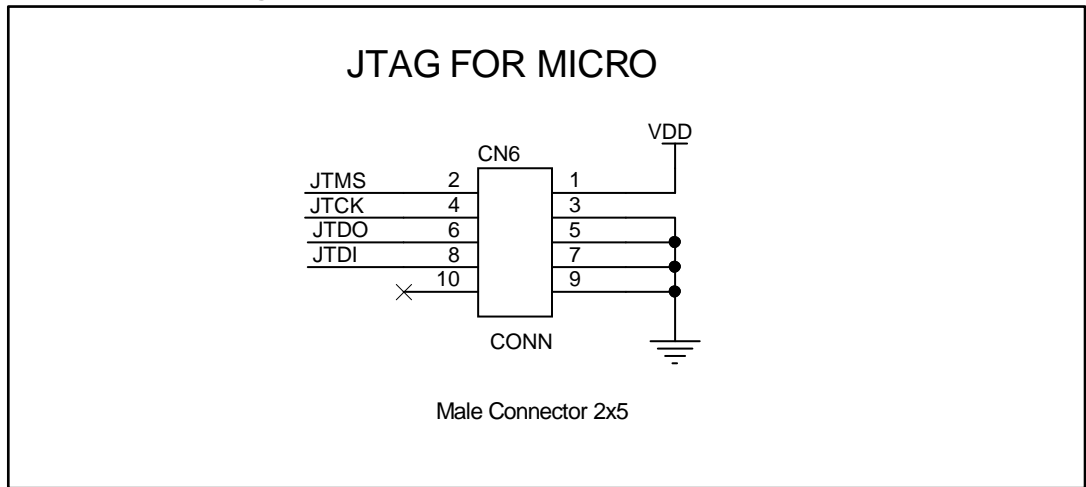 JTAG FOR MICRO
VDD
CN6
JTMS 2 1
JTCK 4 3
JTDO 6 5
JTDI 8 7
10 9
CONN
Male Connector 2x5